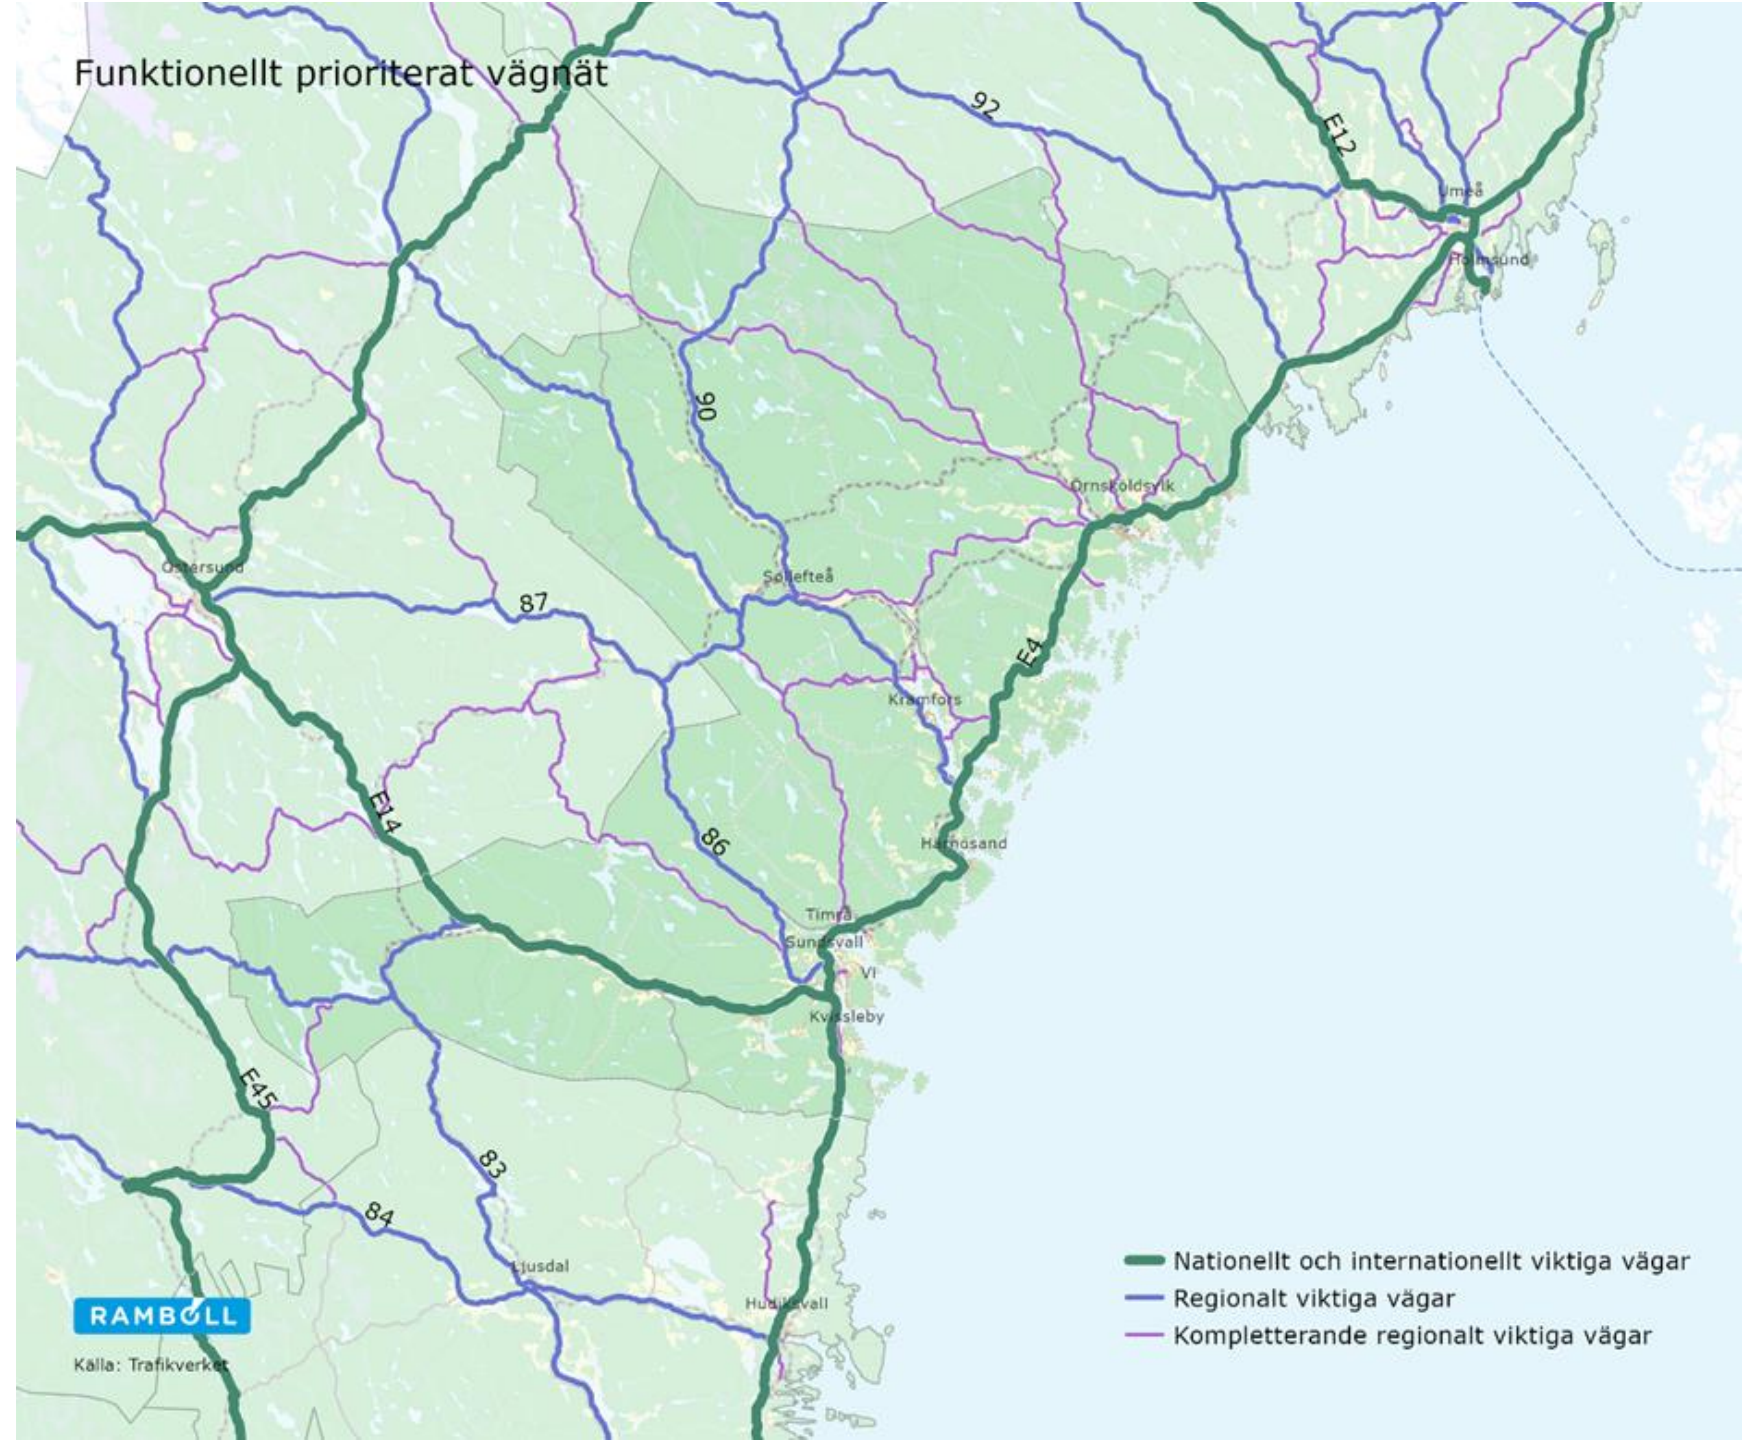 Funktionellt prioriterat vägnät
92
E12
Umeå
Holmsund
90
Örnsköldsvik
Östersund
Sollefteå
87
E4
Kramfors
E14
86
Härnösand
Timrå
Sundsvall
VI
Kvissleby
E45
83
84
Ljusdal
Hudiksvall
Nationellt och internationellt viktiga vägar
Regionalt viktiga vägar
Kompletterande regionalt viktiga vägar
RAMBOLL
Källa: Trafikverket